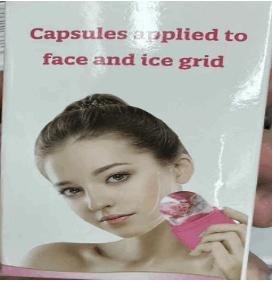 Capsules applied to
face and ice grid